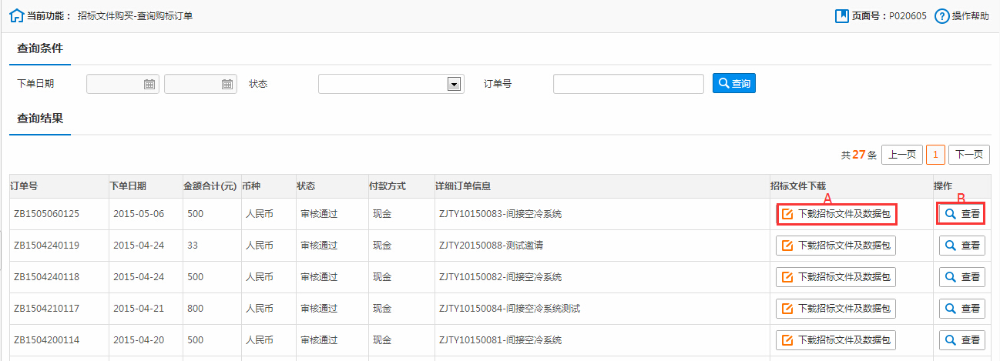 当前功能： 招标文件购买-查询购标订单 页面号：P020605 操作帮助
查询条件
下单日期 状态 订单号 查询
查询结果
共27条 上一页 1 下一页
订单号 下单日期 金额合计(元) 币种 状态 付款方式 详细订单信息 招标文件下载 操作
A B
ZB1505060125 2015-05-06 500 人民币 审核通过 现金 ZJTY10150083-间接空冷系统 下载招标文件及数据包 查看
ZB1504240119 2015-04-24 33 人民币 审核通过 现金 ZJTY20150088-测试邀请 下载招标文件及数据包 查看
ZB1504240118 2015-04-24 500 人民币 审核通过 现金 ZJTY10150082-间接空冷系统 下载招标文件及数据包 查看
ZB1504210117 2015-04-21 800 人民币 审核通过 现金 ZJTY10150084-间接空冷系统测试 下载招标文件及数据包 查看
ZB1504200114 2015-04-20 500 人民币 审核通过 现金 ZJTY10150081-间接空冷系统 下载招标文件及数据包 查看